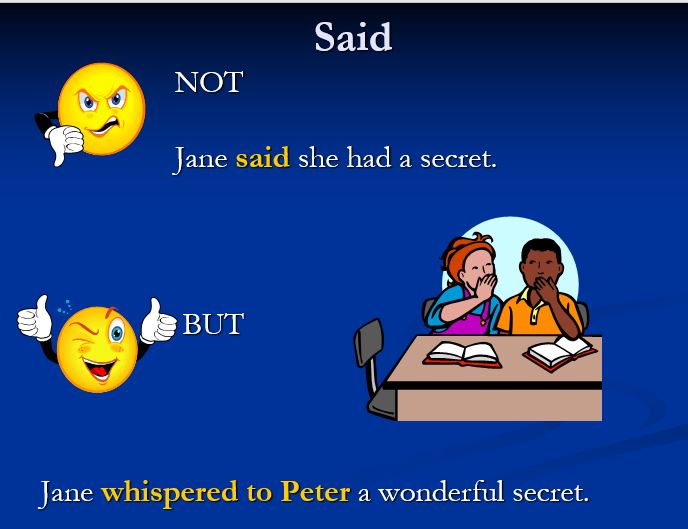 Said
NOT
Jane said she had a secret.
BUT
Jane whispered to Peter a wonderful secret.